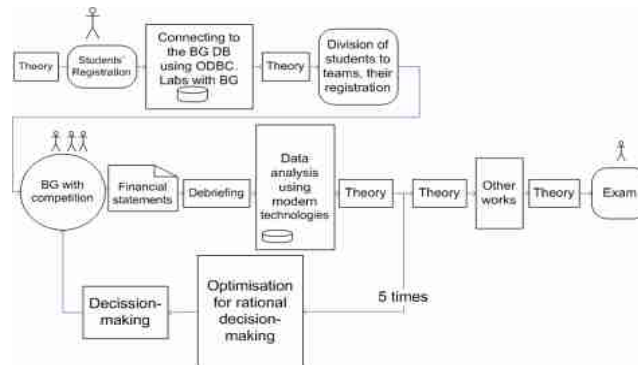 Theory
Students'
Registration
Connecting to
the BG DB
using ODBC.
Labs with BG
Theory
Division of
students to
teams, their
registration
BG with
competition
Financial
statements
Debriefing
Data
analysis
using
modern
technologies
Theory
Theory
Other
works
Theory
Exam
Decission-
making
Optimisation
for rational
decision-
making
5 times